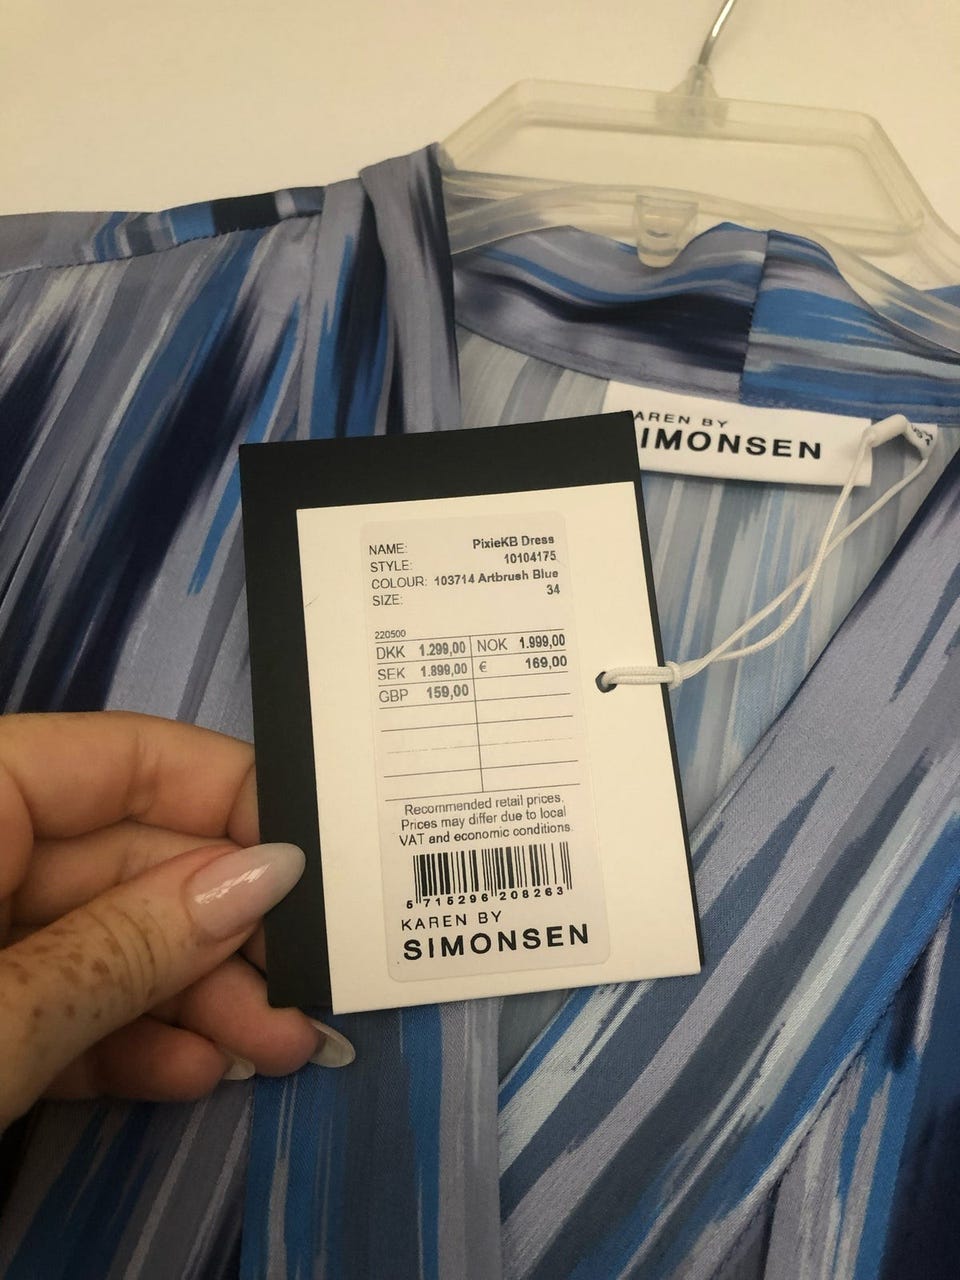 AREN BY
IMONSEN
NAME: PixieKB Dress
STYLE: 10104175
COLOUR: 103714 Artbrush Blue
SIZE: 34
220500
DKK 1.299,00 NOK 1.999,00
SEK 1.899,00 € 169,00
GBP 159,00
Recommended retail prices.
Prices may differ due to local
VAT and economic conditions.
5 715296 208263
KAREN BY
SIMONSEN